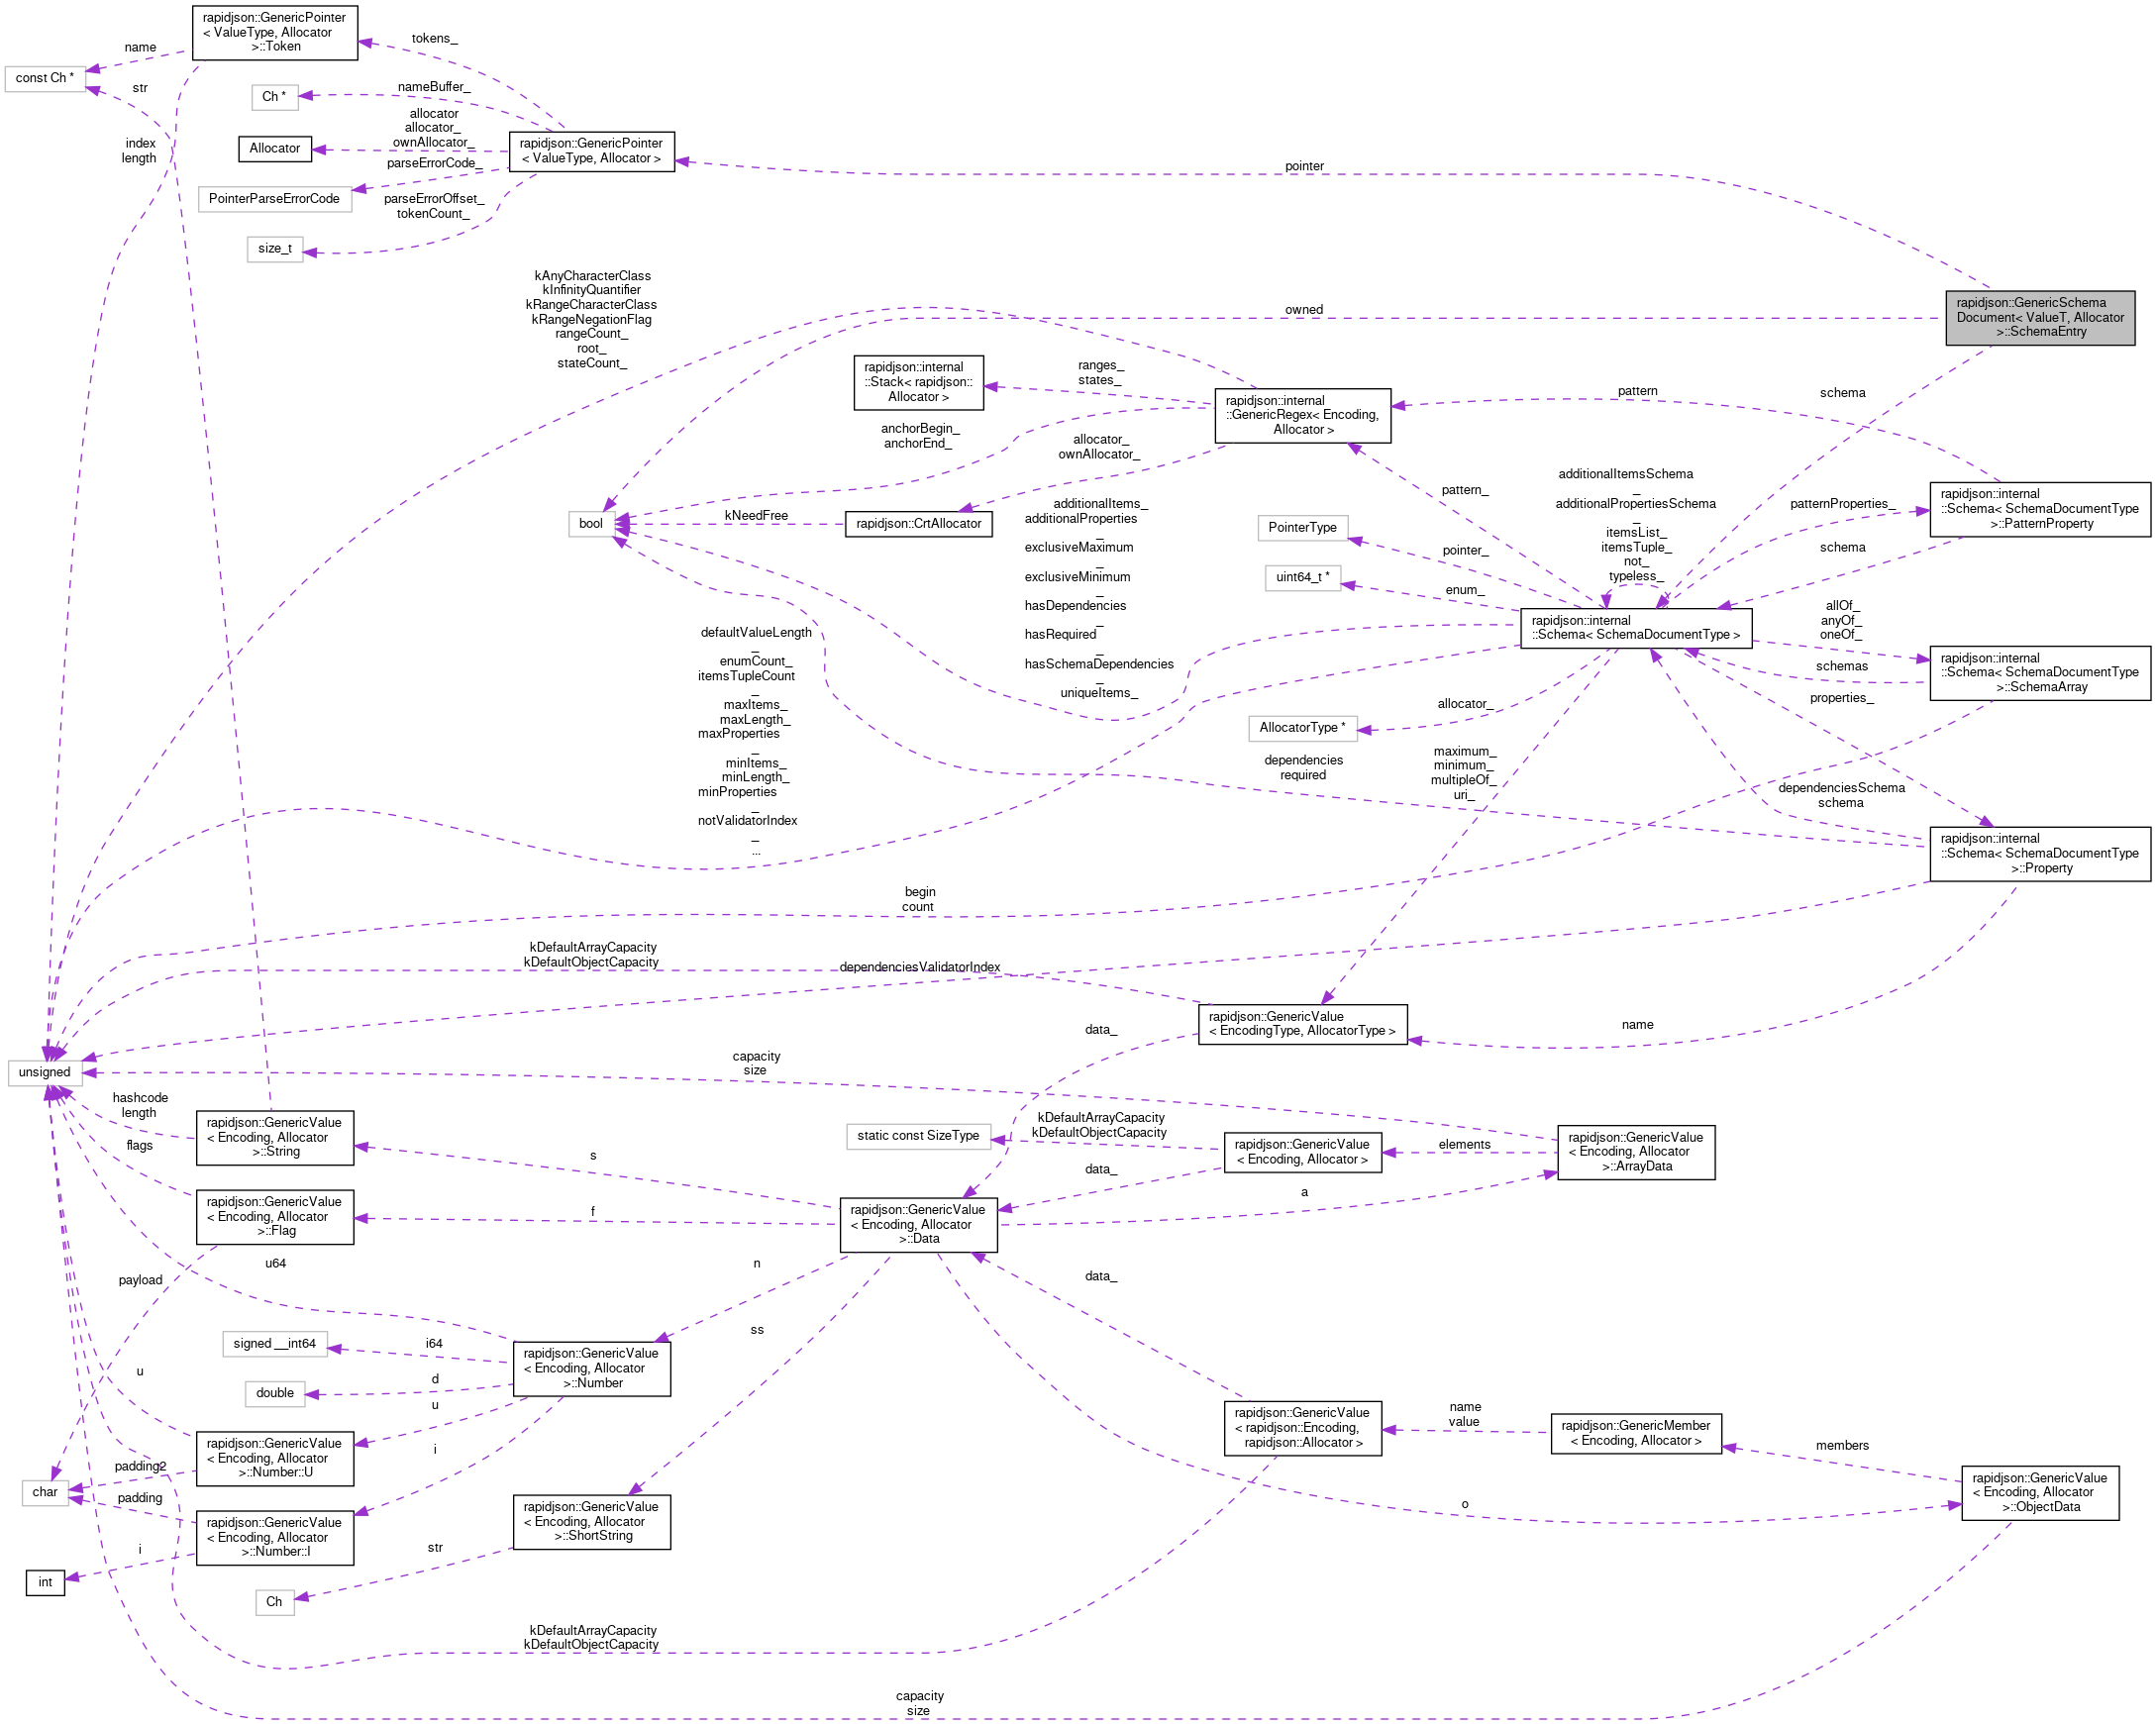 rapidjson::GenericPointer
< ValueType, Allocator
>::Token
name
const Ch *
str
tokens_
Ch *
nameBuffer_
allocator
allocator_
ownAllocator_
Allocator
rapidjson::GenericPointer
< ValueType, Allocator >
index
length
parseErrorCode_
PointerParseErrorCode
parseErrorOffset_
tokenCount_
size_t
pointer
kAnyCharacterClass
kInfinityQuantifier
kRangeCharacterClass
kRangeNegationFlag
rangeCount_
root_
stateCount_
owned
rapidjson::GenericSchema
Document< ValueT, Allocator
>::SchemaEntry
rapidjson::internal
::Stack< rapidjson::
Allocator >
ranges_
states_
rapidjson::internal
::GenericRegex< Encoding,
Allocator >
pattern
schema
anchorBegin_
anchorEnd_
allocator_
ownAllocator_
bool
kNeedFree
rapidjson::CrtAllocator
additionalItems_
additionalProperties
_
exclusiveMaximum
_
exclusiveMinimum
_
hasDependencies
_
hasRequired
_
hasSchemaDependencies
_
uniqueItems_
pattern_
PointerType
pointer_
uint64_t *
enum_
additionalItemsSchema
_
additionalPropertiesSchema
_
itemsList_
itemsTuple_
not_
typeless_
patternProperties_
rapidjson::internal
::Schema< SchemaDocumentType
>::PatternProperty
schema
rapidjson::internal
::Schema< SchemaDocumentType >
allOf_
anyOf_
oneOf_
schemas
rapidjson::internal
::Schema< SchemaDocumentType
>::SchemaArray
properties_
defaultValueLength
_
enumCount_
itemsTupleCount
_
maxItems_
maxLength_
maxProperties
_
minItems_
minLength_
minProperties
_
notValidatorIndex
_
...
AllocatorType *
allocator_
dependencies
required
maximum_
minimum_
multipleOf_
uri_
dependenciesSchema
schema
rapidjson::internal
::Schema< SchemaDocumentType
>::Property
begin
count
kDefaultArrayCapacity
kDefaultObjectCapacity
dependenciesValidatorIndex
rapidjson::GenericValue
< EncodingType, AllocatorType >
name
data_
unsigned
capacity
size
hashcode
length
rapidjson::GenericValue
< Encoding, Allocator
>::String
static const SizeType
kDefaultArrayCapacity
kDefaultObjectCapacity
rapidjson::GenericValue
< Encoding, Allocator >
elements
rapidjson::GenericValue
< Encoding, Allocator
>::ArrayData
s
data_
a
flags
rapidjson::GenericValue
< Encoding, Allocator
>::Flag
f
rapidjson::GenericValue
< Encoding, Allocator
>::Data
payload
u64
n
data_
signed __int64
i64
ss
rapidjson::GenericValue
< Encoding, Allocator
>::Number
double
d
u
u
i
rapidjson::GenericValue
< Encoding, Allocator
>::Number::U
padding2
char
padding
rapidjson::GenericValue
< Encoding, Allocator
>::Number::I
i
int
rapidjson::GenericValue
< Encoding, Allocator
>::ShortString
str
Ch
rapidjson::GenericValue
< rapidjson::Encoding,
rapidjson::Allocator >
name
value
rapidjson::GenericMember
< Encoding, Allocator >
members
rapidjson::GenericValue
< Encoding, Allocator
>::ObjectData
o
kDefaultArrayCapacity
kDefaultObjectCapacity
capacity
size